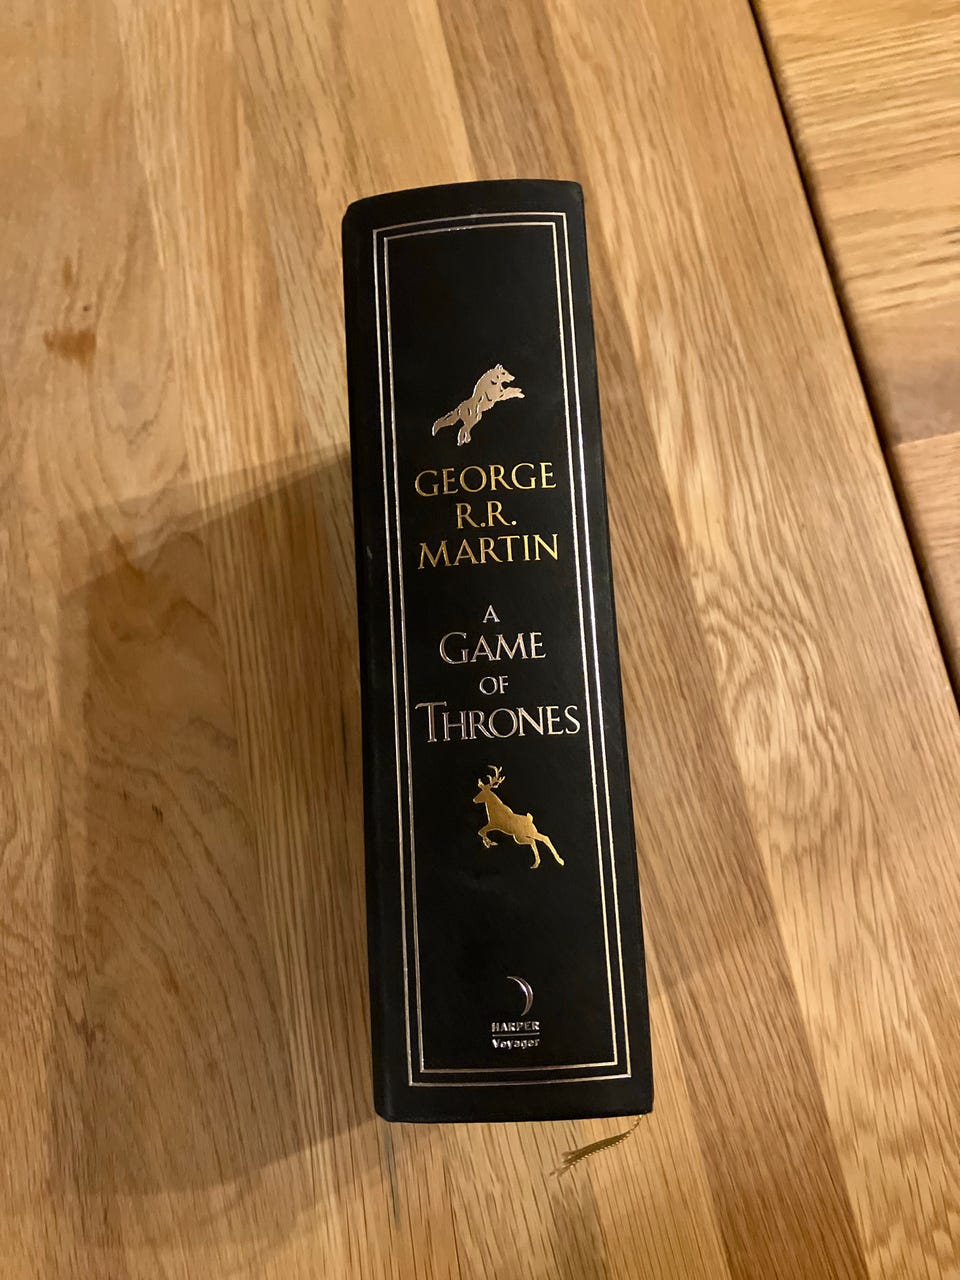 GEORGE
R.R.
MARTIN
A
GAME
OF
THRONES
HARPER
Voyager